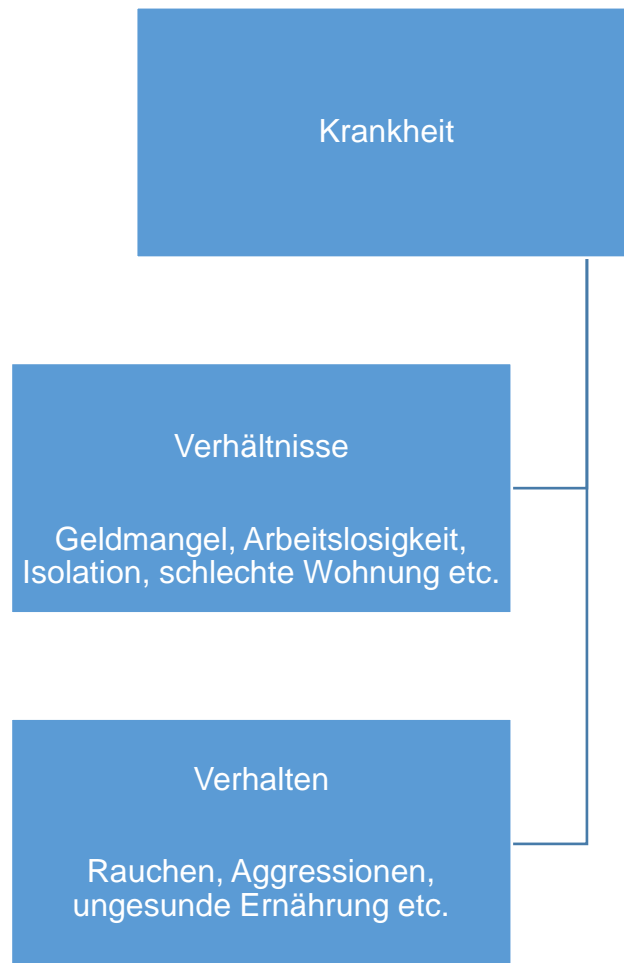 Krankheit
Verhältnisse
Geldmangel, Arbeitslosigkeit,
Isolation, schlechte Wohnung etc.
Verhalten
Rauchen, Aggressionen,
ungesunde Ernährung etc.